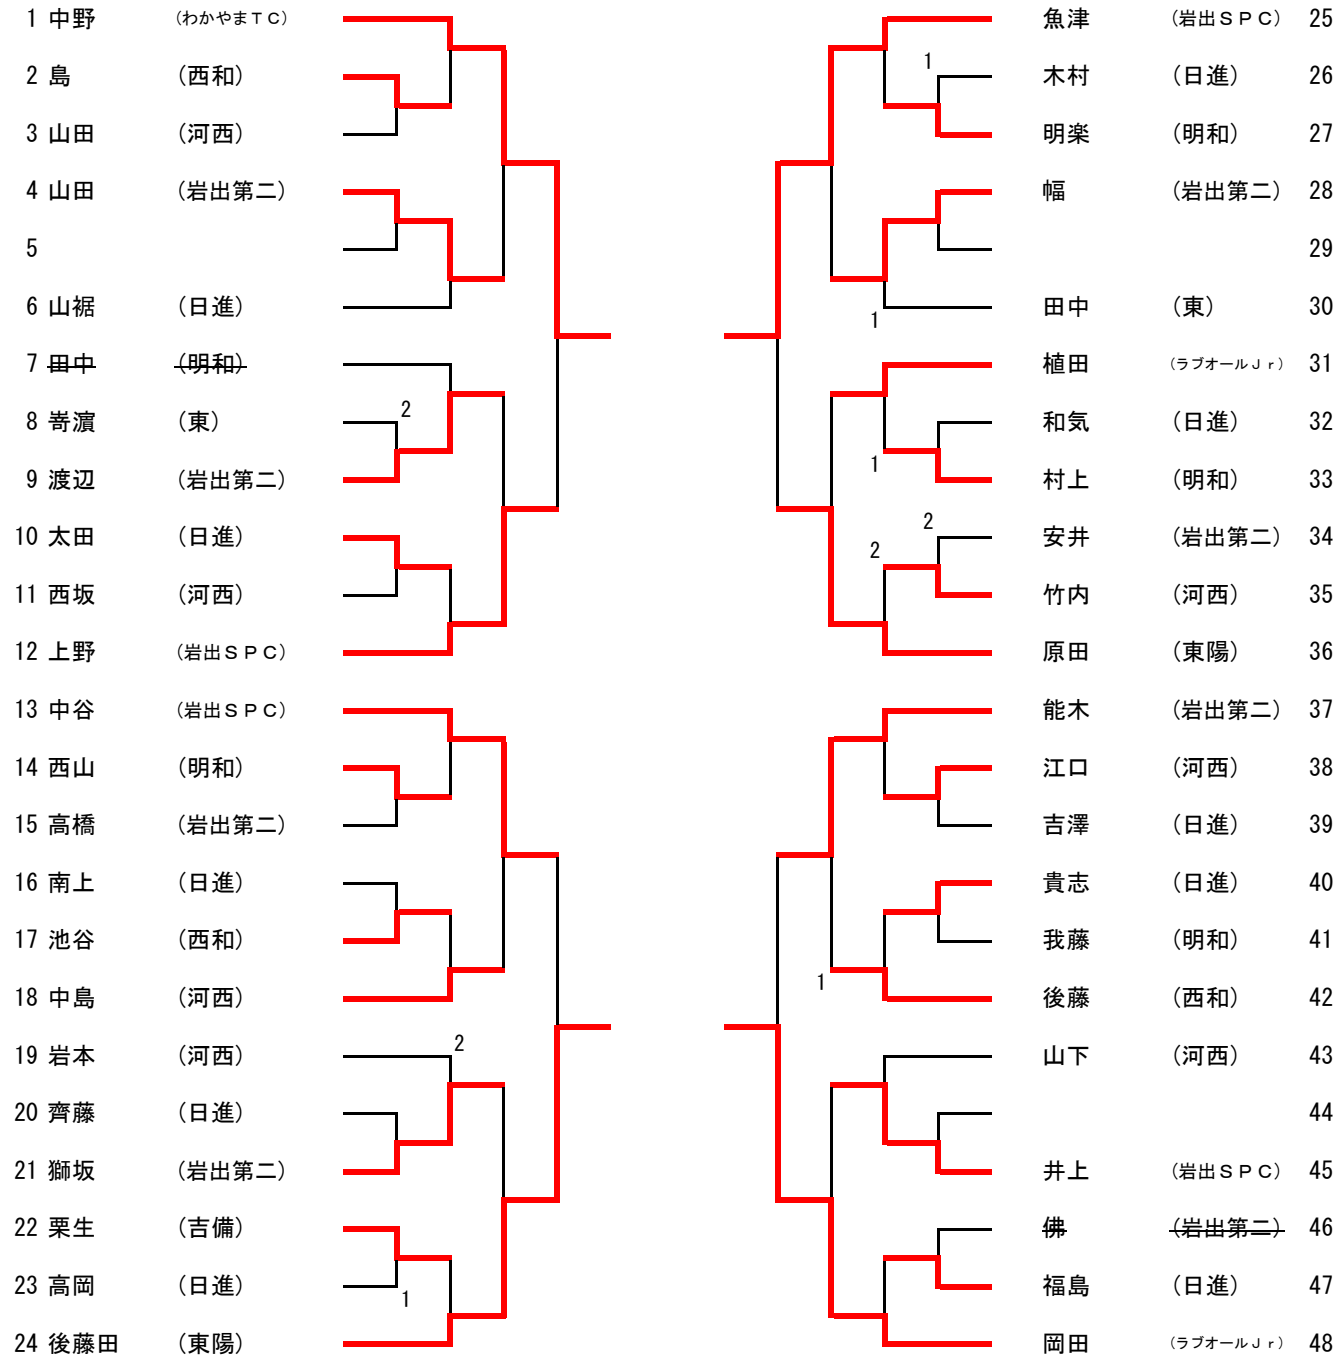 1 中野 (わかやまTC)
2 島 (西和)
3 山田 (河西)
4 山田 (岩出第二)
5
6 山裾 (日進)
7 田中 (明和)
2
8 嵜濵 (東)
9 渡辺 (岩出第二)
10 太田 (日進)
11 西坂 (河西)
12 上野 (岩出SPC)
13 中谷 (岩出SPC)
14 西山 (明和)
15 高橋 (岩出第二)
16 南上 (日進)
17 池谷 (西和)
18 中島 (河西)
2
19 岩本 (河西)
20 齊藤 (日進)
21 獅坂 (岩出第二)
22 栗生 (吉備)
23 高岡 (日進)
1
24 後藤田 (東陽)
魚津 (岩出SPC) 25
1
木村 (日進) 26
明楽 (明和) 27
幅 (岩出第二) 28
29
田中 (東) 30
1
植田 (ラブオールJr) 31
和気 (日進) 32
1
村上 (明和) 33
2
安井 (岩出第二) 34
2
竹内 (河西) 35
原田 (東陽) 36
能木 (岩出第二) 37
江口 (河西) 38
吉澤 (日進) 39
貴志 (日進) 40
我藤 (明和) 41
1
後藤 (西和) 42
山下 (河西) 43
44
井上 (岩出SPC) 45
佛 (岩出第二) 46
福島 (日進) 47
岡田 (ラブオールJr) 48